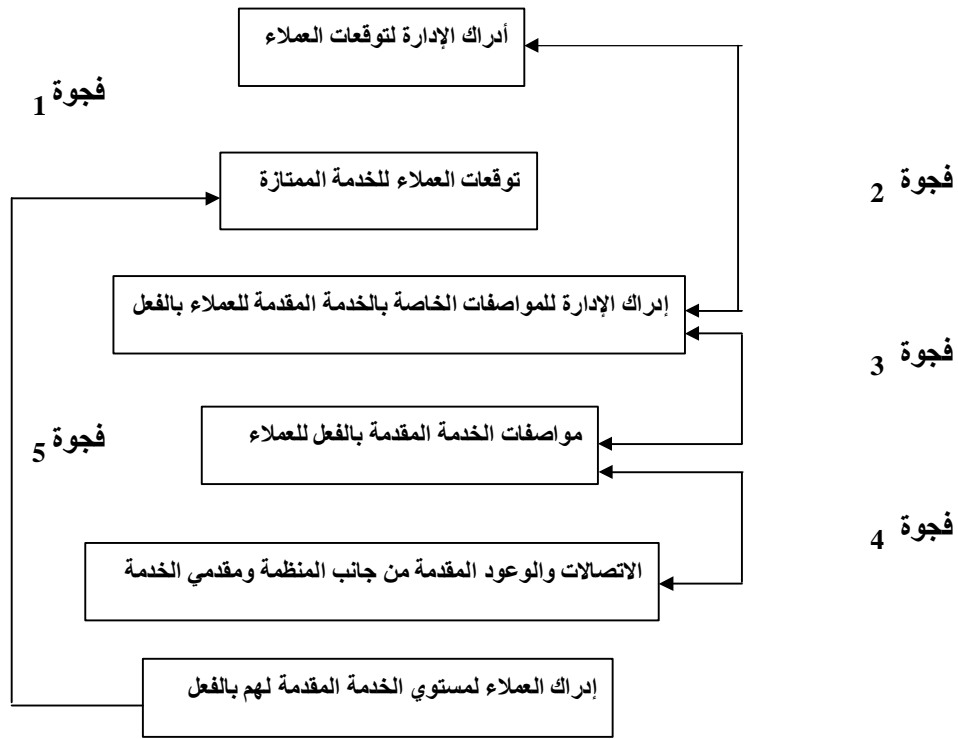 أدراك الإدارة لتوقعات العملاء
فجوة 1
توقعات العملاء للخدمة الممتازة
فجوة 2
إدراك الإدارة للمواصفات الخاصة بالخدمة المقدمة للعملاء بالفعل
فجوة 3
مواصفات الخدمة المقدمة بالفعل للعملاء
فجوة 5
فجوة 4
الاتصالات والوعود المقدمة من جانب المنظمة ومقدمي الخدمة
إدراك العملاء لمستوي الخدمة المقدمة لهم بالفعل